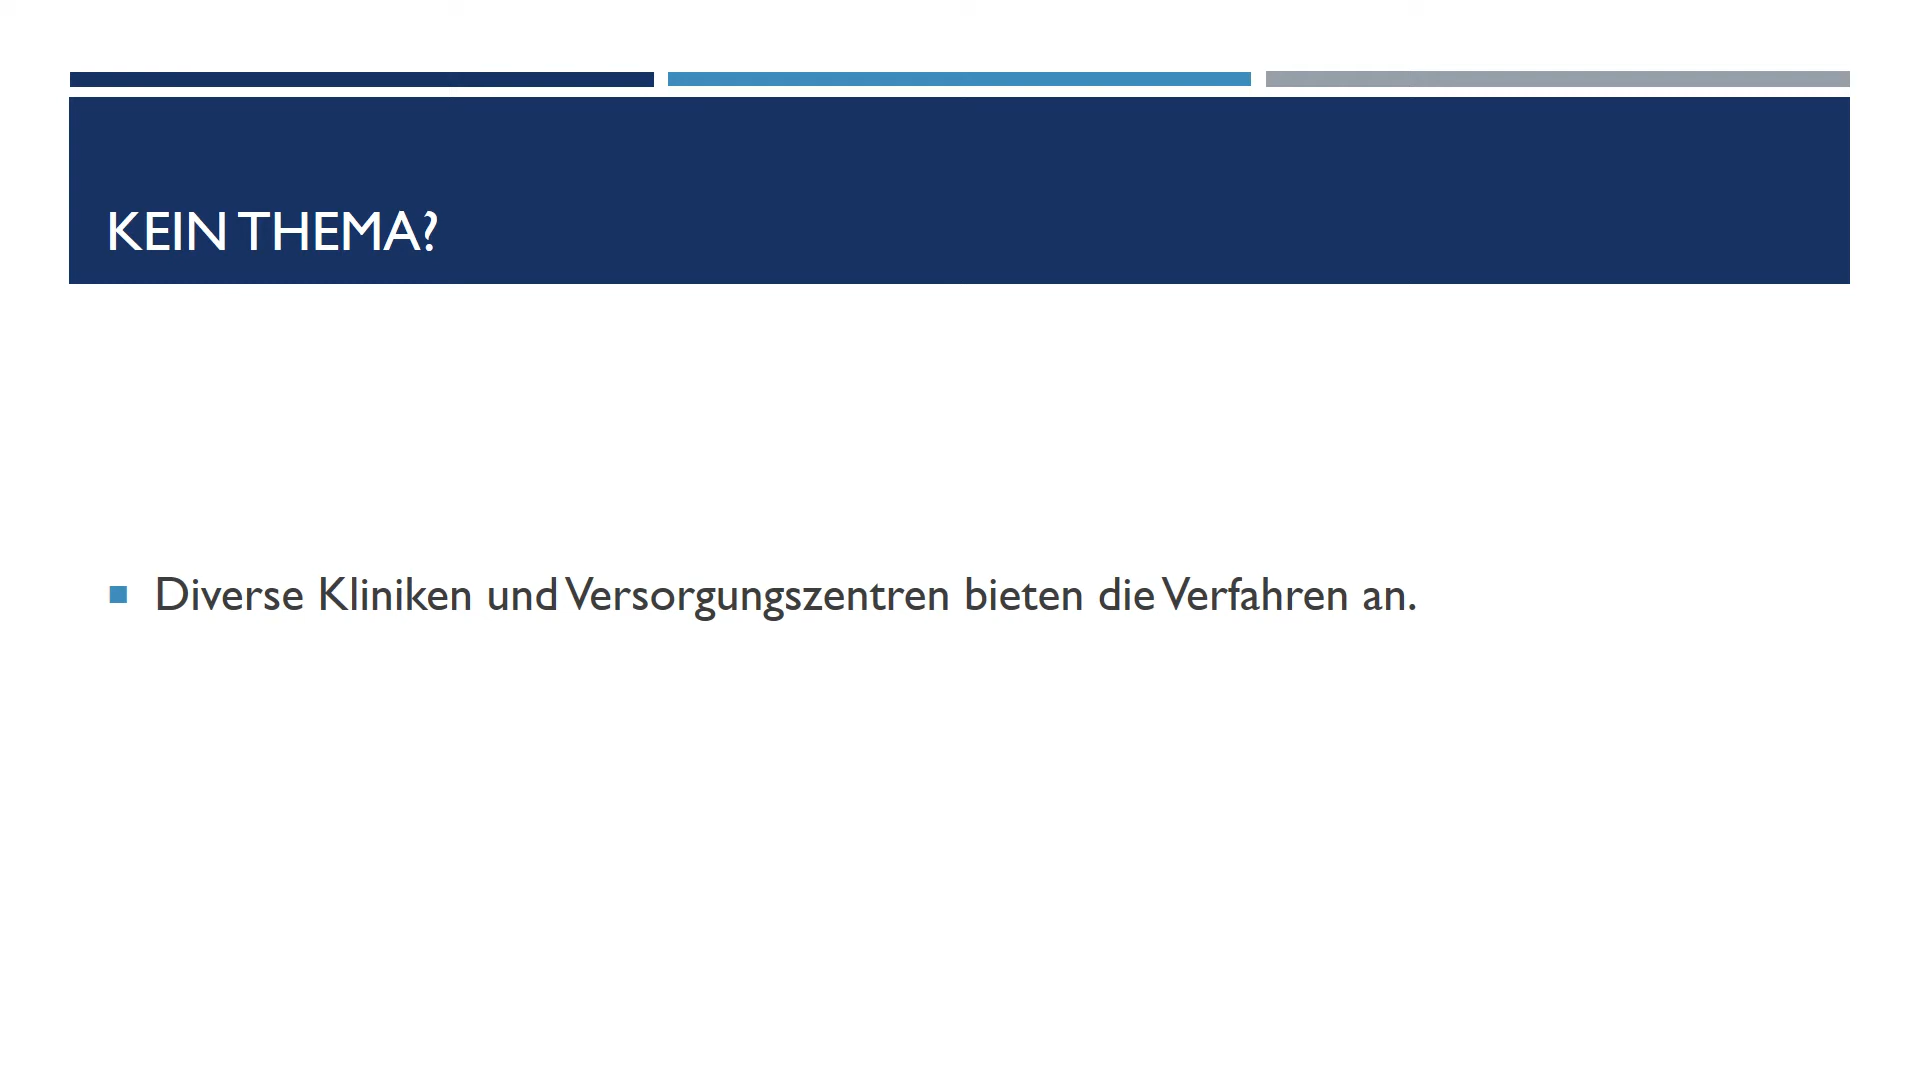 KEIN THEMA?
Diverse Kliniken und Versorgungszentren bieten die Verfahren an.